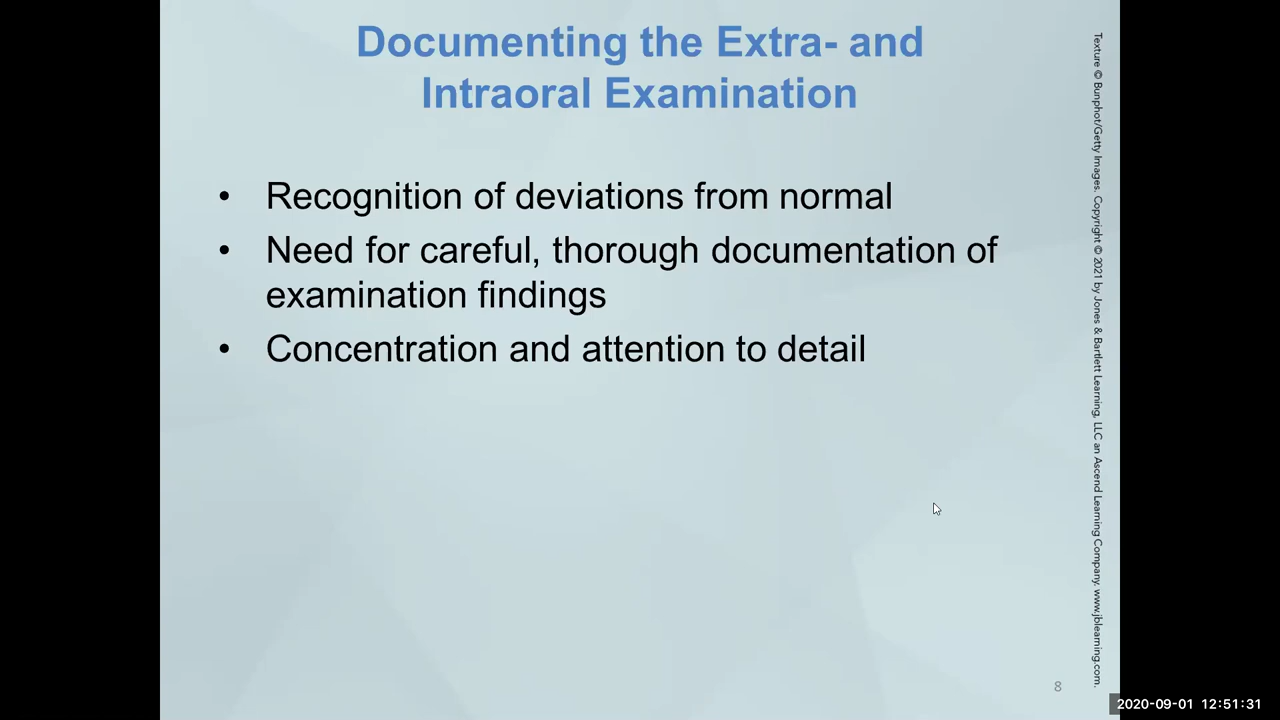 Documenting the Extra- and
Intraoral Examination
• Recognition of deviations from normal
• Need for careful, thorough documentation of
examination findings
• Concentration and attention to detail
Texture © Bunphot/Getty Images. Copyright © 2021 by Jones & Bartlett Learning, LLC an Ascend Learning Company. www.jblearning.com.
8
2020-09-01 12:51:31